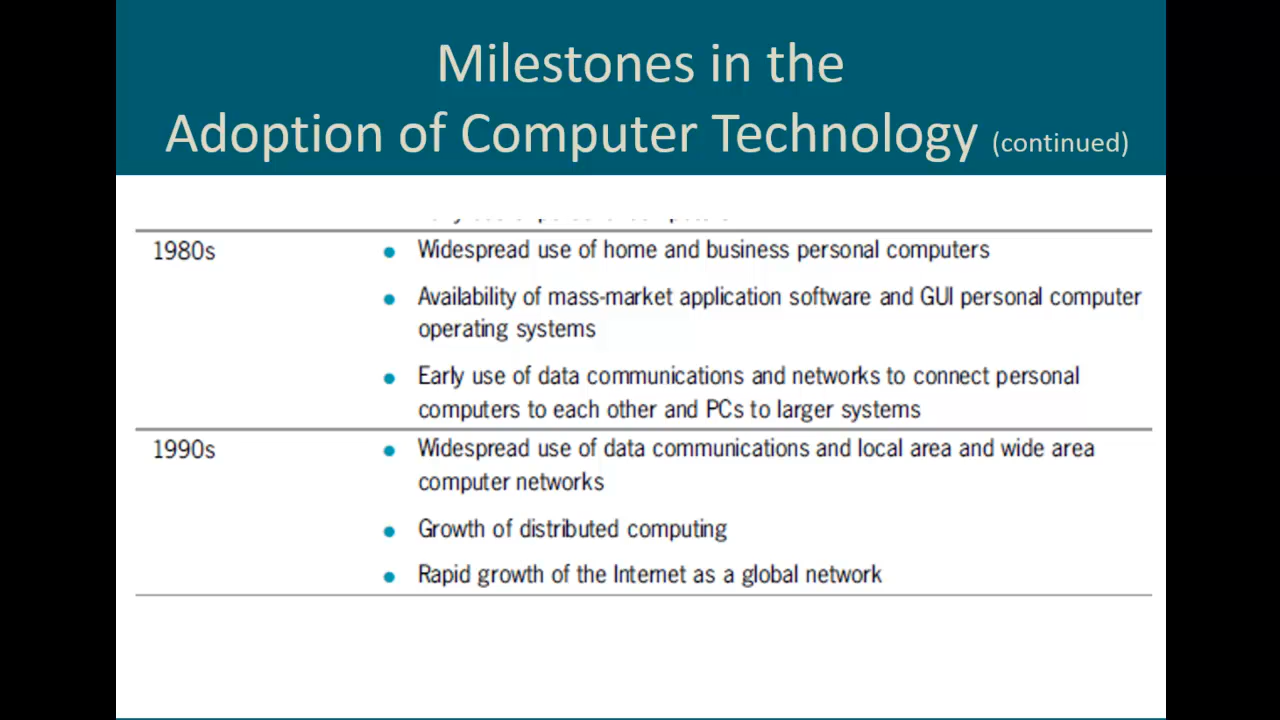 Milestones in the
Adoption of Computer Technology (continued)
1980s
• Widespread use of home and business personal computers
• Availability of mass-market application software and GUI personal computer
operating systems
• Early use of data communications and networks to connect personal
computers to each other and PCs to larger systems
1990s
• Widespread use of data communications and local area and wide area
computer networks
• Growth of distributed computing
• Rapid growth of the Internet as a global network